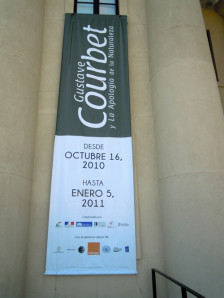 Gustave
Courbet
y La Apología de la Naturaleza
DESDE
OCTUBRE 16,
2010
HASTA
ENERO 5,
2011